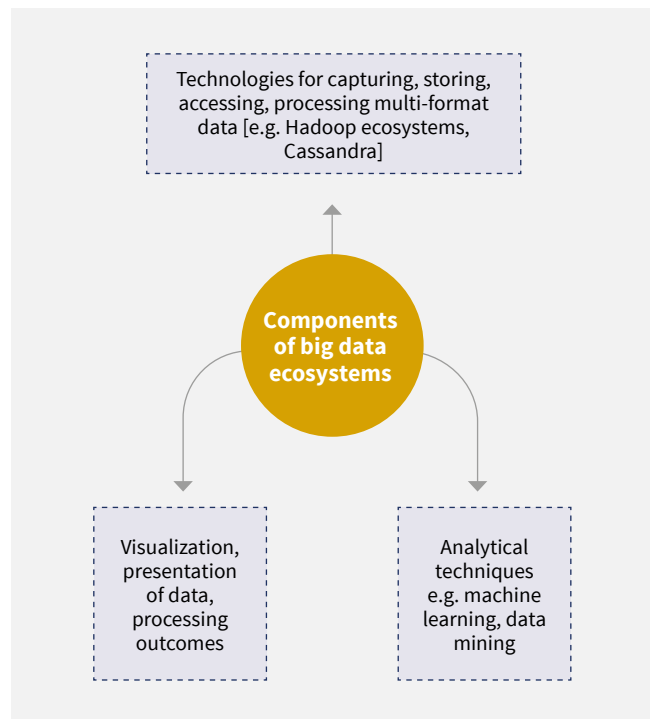 Technologies for capturing, storing,
accessing, processing multi-format
data [e.g. Hadoop ecosystems,
Cassandra]
Components
of big data
ecosystems
Visualization,
presentation
of data,
processing
outcomes
Analytical
techniques
e.g. machine
learning, data
mining